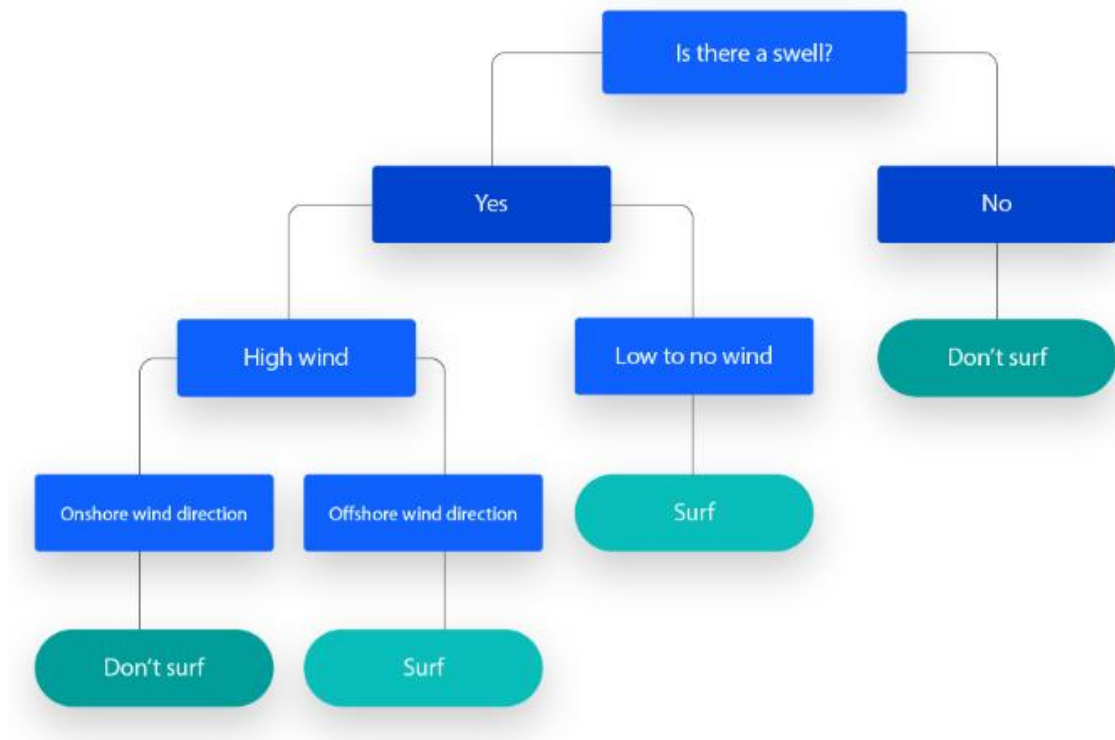 Is there a swell?
Yes
No
High wind
Low to no wind
Don't surf
Onshore wind direction
Offshore wind direction
Surf
Don't surf
Surf